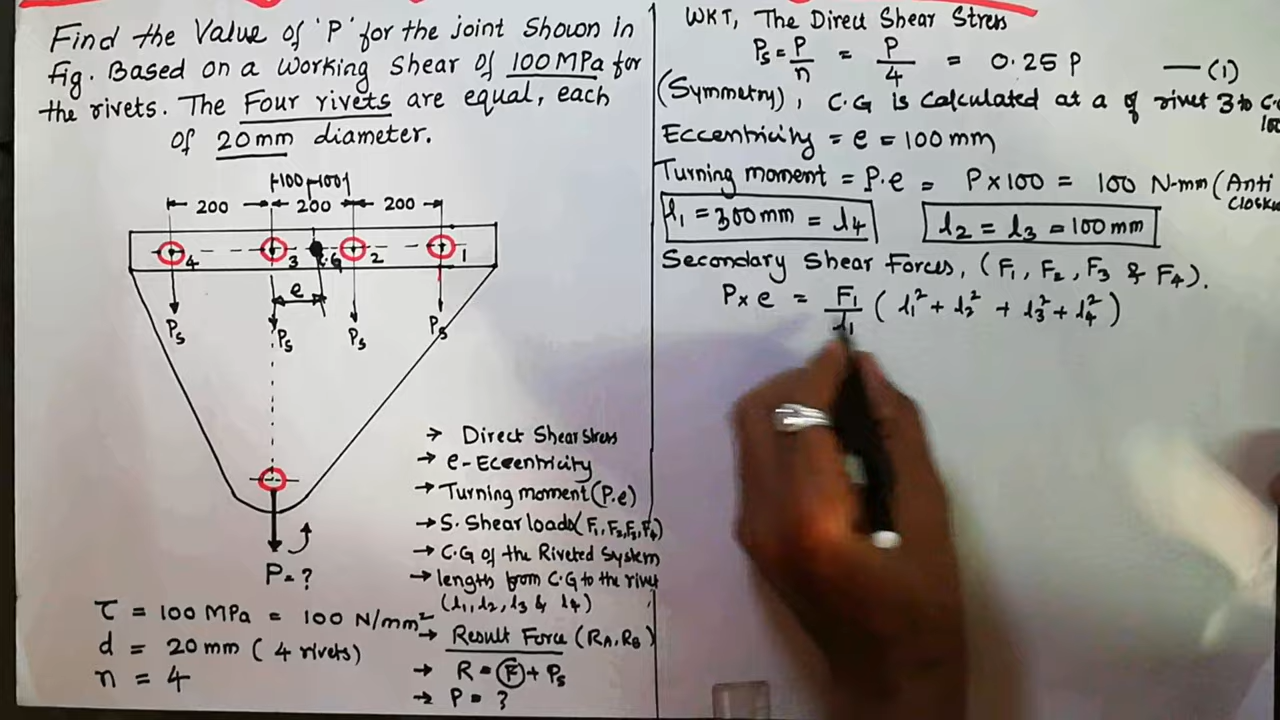 Find the Value of 'P' for the joint Shown in
fig. Based on a working Shear of 100 MPa for
the rivets. The Four rivets are equal, each
of 20mm diameter.
100 100
200 200 200
4 3 C.G 2 1
e
Ps Ps Ps Ps
P = ?
τ = 100 MPa = 100 N/mm²
d = 20mm (4 rivets)
n = 4
→ Direct Shear Stress
→ e - Eccentricity
→ Turning moment (P.e)
→ S. Shear loads (F1, F2, F3, F4)
→ C.G of the Riveted System
→ length from C.G to the rivet
(l1, l2, l3 & l4)
→ Result Force (RA, RB)
→ R = F + Ps
→ P = ?
WKT, The Direct Shear Stress
Ps = P/n = P/4 = 0.25 P — (1)
(Symmetry), C.G is Calculated at a of rivet 3 to C.G
100
Eccentricity = e = 100 mm
Turning moment = P.e = P × 100 = 100 N-mm (Anti
Clockw
l1 = 300mm = l4 l2 = l3 = 100mm
Secondary Shear Forces, (F1, F2, F3 & F4).
P × e = F1/l1 (l1² + l2² + l3² + l4²)